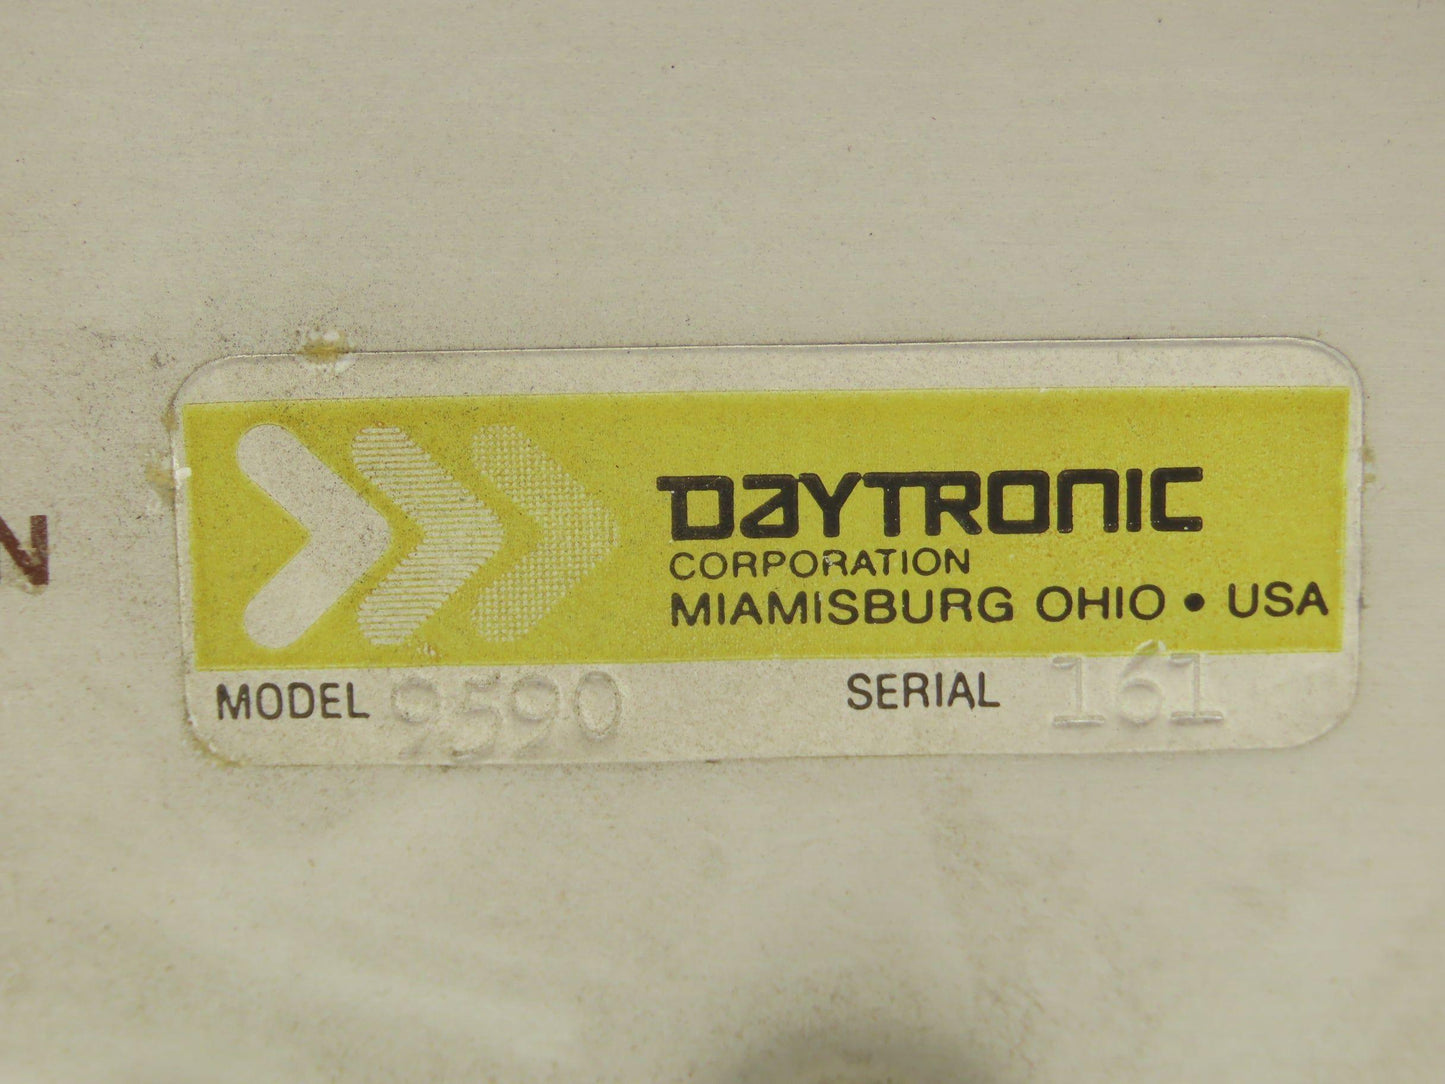 N
DAYTRONIC
CORPORATION
MIAMISBURG OHIO • USA
MODEL 9590 SERIAL 161